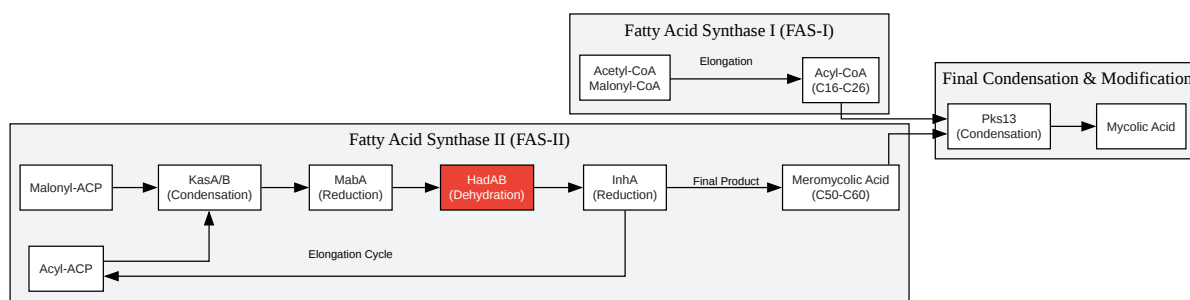 Fatty Acid Synthase I (FAS-I)
Acetyl-CoA
Malonyl-CoA
Elongation
Acyl-CoA
(C16-C26)
Final Condensation & Modification
Pks13
(Condensation)
Mycolic Acid
Fatty Acid Synthase II (FAS-II)
Malonyl-ACP
KasA/B
(Condensation)
MabA
(Reduction)
HadAB
(Dehydration)
InhA
(Reduction)
Final Product
Meromycolic Acid
(C50-C60)
Acyl-ACP
Elongation Cycle